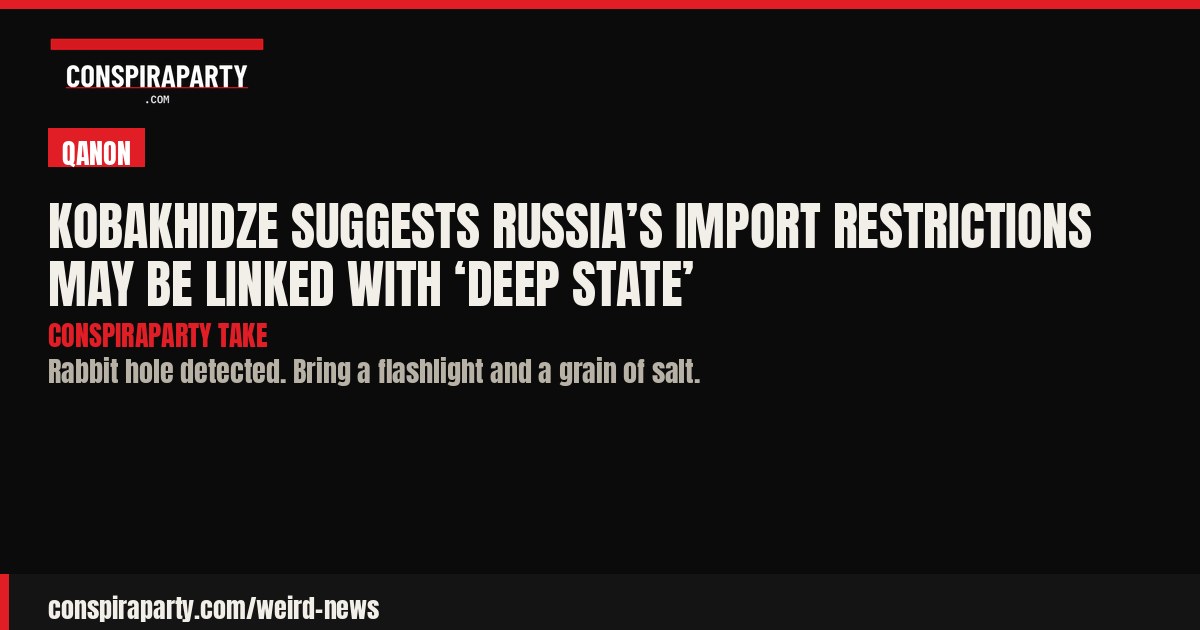 CONSPIRAPARTY
.COM
QANON
KOBAKHIDZE SUGGESTS RUSSIA’S IMPORT RESTRICTIONS
MAY BE LINKED WITH ‘DEEP STATE’
CONSPIRAPARTY TAKE
Rabbit hole detected. Bring a flashlight and a grain of salt.
conspiraparty.com/weird-news